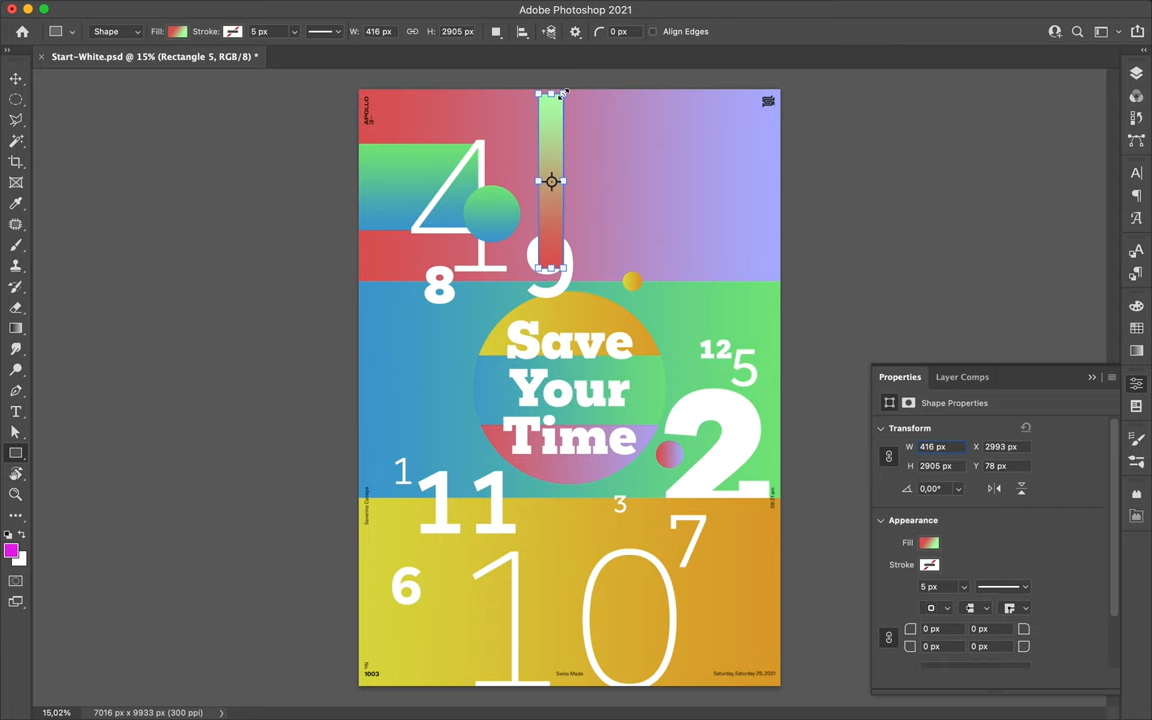 Adobe Photoshop 2021
Shape Fill: Stroke: 5 px W: 416 px H: 2905 px 0 px Align Edges
× Start-White.psd @ 15% (Rectangle 5, RGB/8) *
APOLLO
4
8
9
Save
Your
Time
12
5
2
1
11
3
7
6
10
Severino Canepa
1003
Swiss Made
Saturday, Saturday 25, 2021
Properties Layer Comps
Shape Properties
Transform
W 416 px X 2993 px
H 2905 px Y 78 px
0,00°
Appearance
Fill
Stroke
5 px
0 px 0 px
0 px 0 px
15,02% 7016 px x 9933 px (300 ppi)